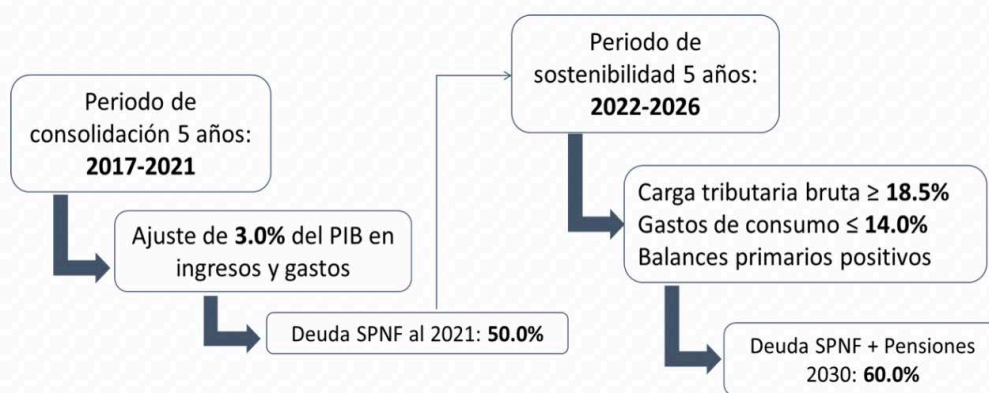 Periodo de
consolidación 5 años:
2017-2021
Ajuste de 3.0% del PIB en
ingresos y gastos
Deuda SPNF al 2021: 50.0%
Periodo de
sostenibilidad 5 años:
2022-2026
Carga tributaria bruta ≥ 18.5%
Gastos de consumo ≤ 14.0%
Balances primarios positivos
Deuda SPNF + Pensiones
2030: 60.0%